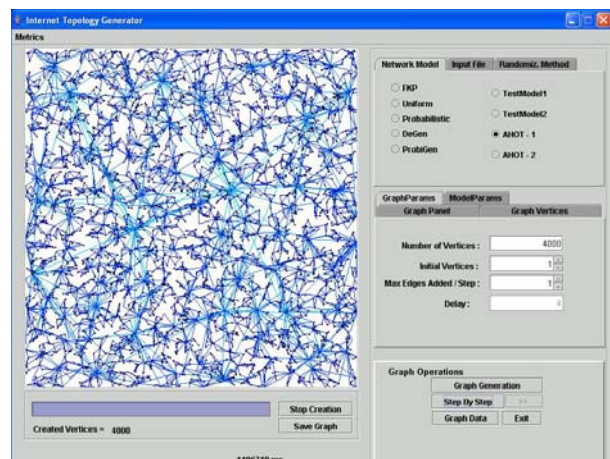 Internet Topology Generator
Metrics
Network Model Input File Randomiz. Method
FKP
Uniform
Probabilistic
DeGen
ProbiGen
TestModel1
TestModel2
AHOT - 1
AHOT - 2
GraphParams ModelParams
Graph Panel Graph Vertices
Number of Vertices : 4000
Initial Vertices : 1
Max Edges Added / Step : 1
Delay :
Graph Operations
Graph Generation
Step By Step >>
Graph Data Exit
Stop Creation
Created Vertices = 4000
Save Graph